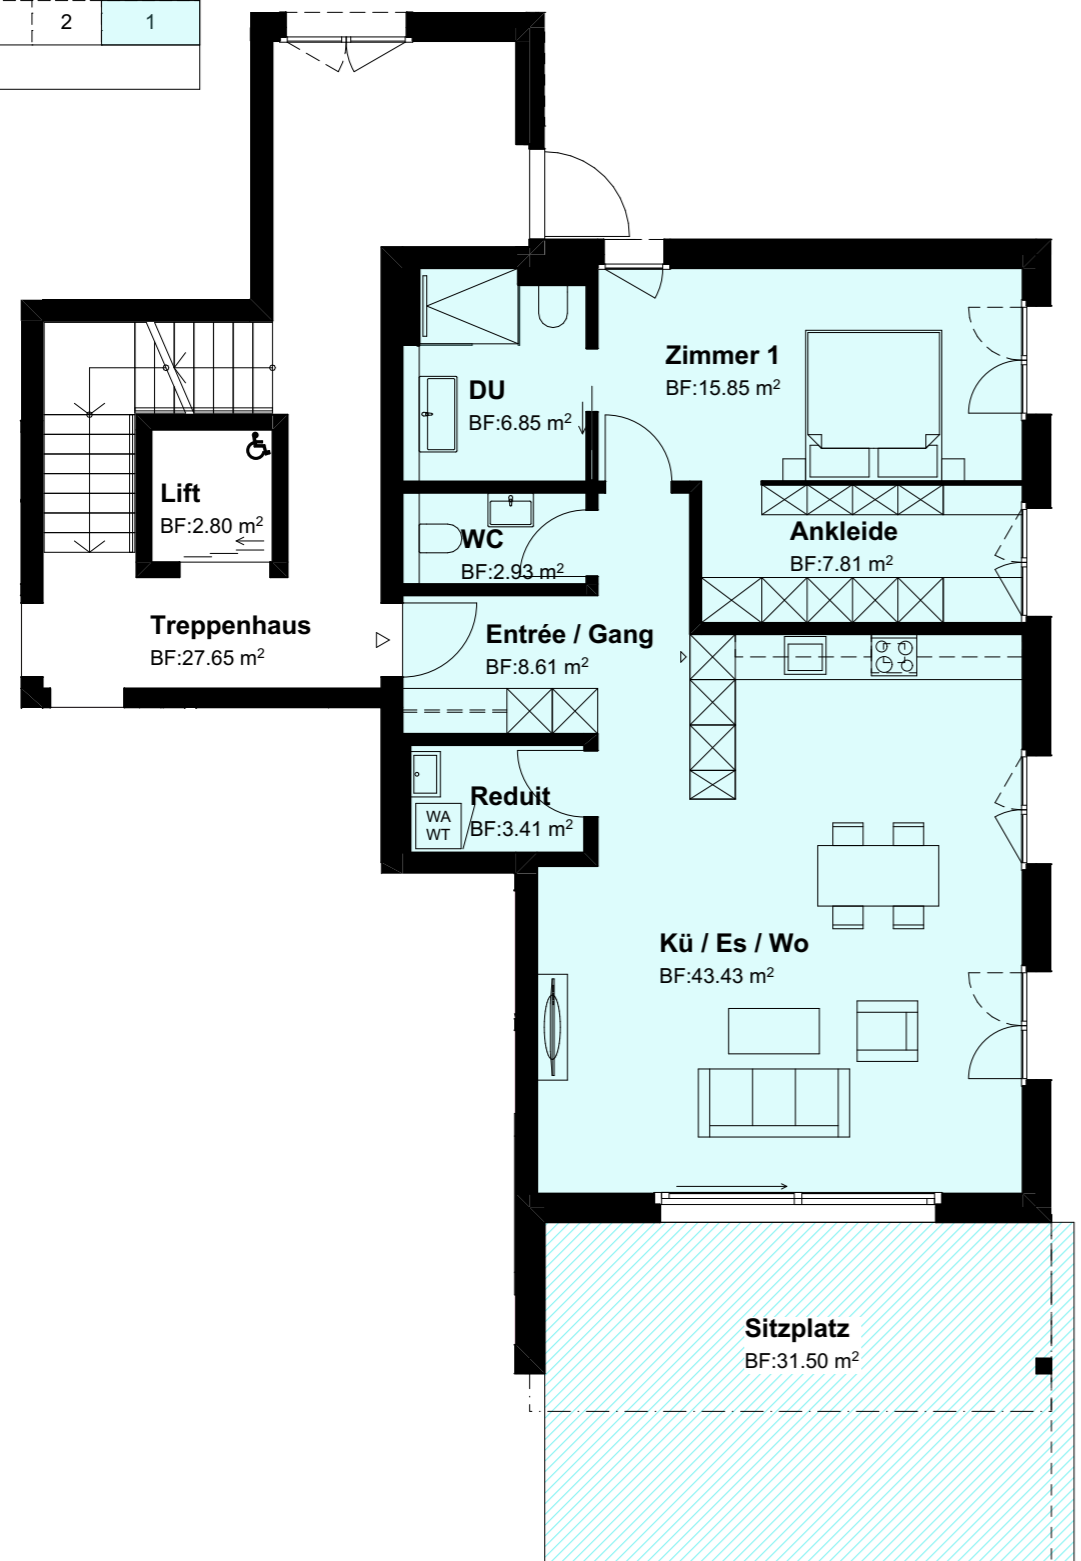 2 1
Zimmer 1
BF:15.85 m²
DU
BF:6.85 m²
Lift
BF:2.80 m²
WC
BF:2.93 m²
Ankleide
BF:7.81 m²
Treppenhaus
BF:27.65 m²
Entrée / Gang
BF:8.61 m²
Reduit
BF:3.41 m²
WA
WT
Kü / Es / Wo
BF:43.43 m²
Sitzplatz
BF:31.50 m²